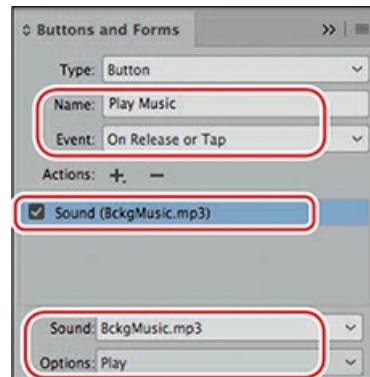 Buttons and Forms
Type: Button
Name: Play Music
Event: On Release or Tap
Actions:
Sound (BckgMusic.mp3)
Sound: BckgMusic.mp3
Options: Play